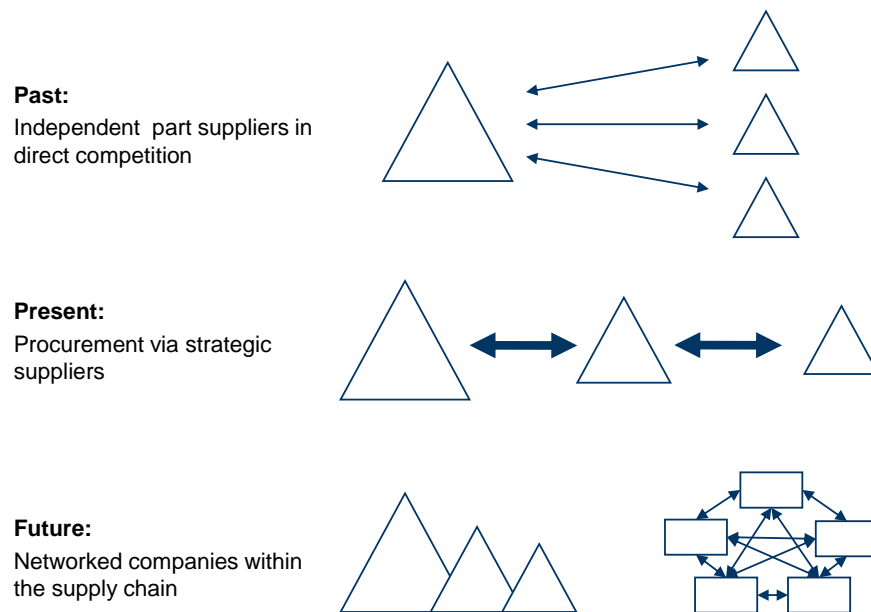 Past:
Independent  part suppliers in
direct competition
Present:
Procurement via strategic
suppliers
Future:
Networked companies within
the supply chain